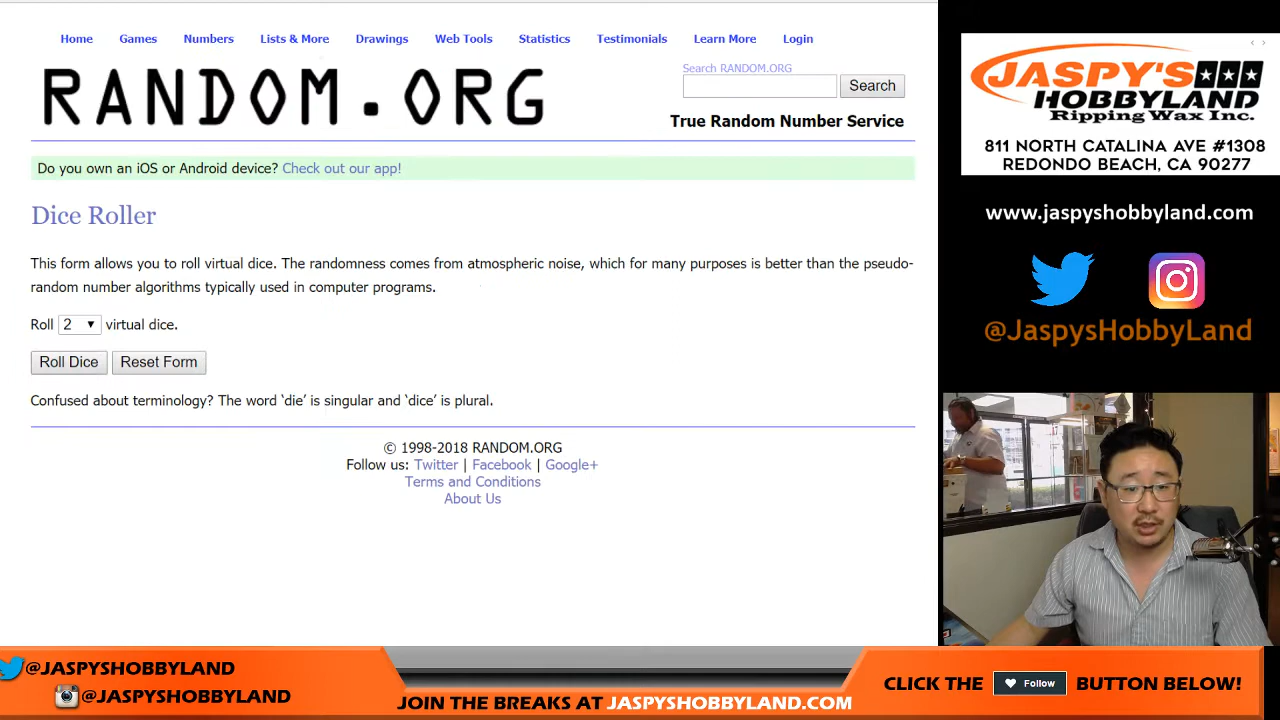 Home Games Numbers Lists & More Drawings Web Tools Statistics Testimonials Learn More Login
RANDOM.ORG
Search RANDOM.ORG
Search
True Random Number Service
Do you own an iOS or Android device? Check out our app!
Dice Roller
This form allows you to roll virtual dice. The randomness comes from atmospheric noise, which for many purposes is better than the pseudo-
random number algorithms typically used in computer programs.
Roll 2 virtual dice.
Roll Dice Reset Form
Confused about terminology? The word ‘die’ is singular and ‘dice’ is plural.
© 1998-2018 RANDOM.ORG
Follow us: Twitter | Facebook | Google+
Terms and Conditions
About Us
JASPY'S
HOBBYLAND
Ripping Wax Inc.
811 NORTH CATALINA AVE #1308
REDONDO BEACH, CA 90277
www.jaspyshobbyland.com
@JaspysHobbyLand
@JASPYSHOBBYLAND
@JASPYSHOBBYLAND
JOIN THE BREAKS AT JASPYSHOBBYLAND.COM
CLICK THE Follow BUTTON BELOW!